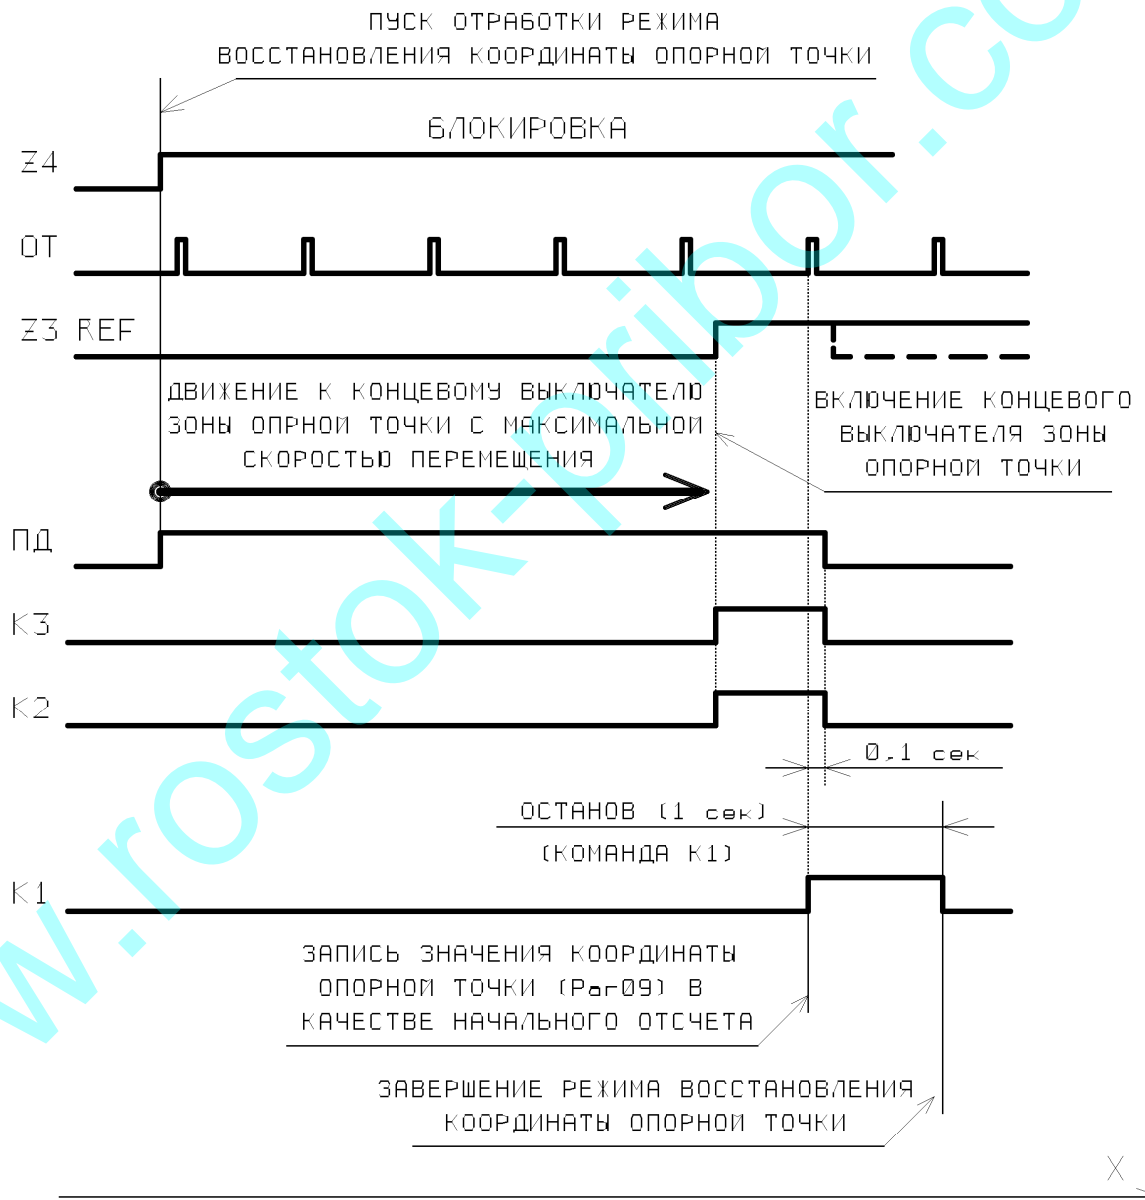 ПУСК ОТРАБОТКИ РЕЖИМА
ВОССТАНОВЛЕНИЯ КООРДИНАТЫ ОПОРНОЙ ТОЧКИ
БЛОКИРОВКА
Z4
ОТ
Z3 REF
ДВИЖЕНИЕ К КОНЦЕВОМУ ВЫКЛЮЧАТЕЛЮ
ЗОНЫ ОПРНОЙ ТОЧКИ С МАКСИМАЛЬНОЙ
СКОРОСТЬЮ ПЕРЕМЕЩЕНИЯ
ВКЛЮЧЕНИЕ КОНЦЕВОГО
ВЫКЛЮЧАТЕЛЯ ЗОНЫ
ОПОРНОЙ ТОЧКИ
ПД
К3
К2
0,1 сек
ОСТАНОВ (1 сек)
(КОМАНДА К1)
К1
ЗАПИСЬ ЗНАЧЕНИЯ КООРДИНАТЫ
ОПОРНОЙ ТОЧКИ (Par09) В
КАЧЕСТВЕ НАЧАЛЬНОГО ОТСЧЕТА
ЗАВЕРШЕНИЕ РЕЖИМА ВОССТАНОВЛЕНИЯ
КООРДИНАТЫ ОПОРНОЙ ТОЧКИ
X
w.rostok-pribor.co